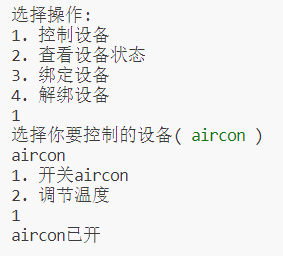 选择操作:
1. 控制设备
2. 查看设备状态
3. 绑定设备
4. 解绑设备
1
选择你要控制的设备( aircon )
aircon
1. 开关aircon
2. 调节温度
1
aircon已开